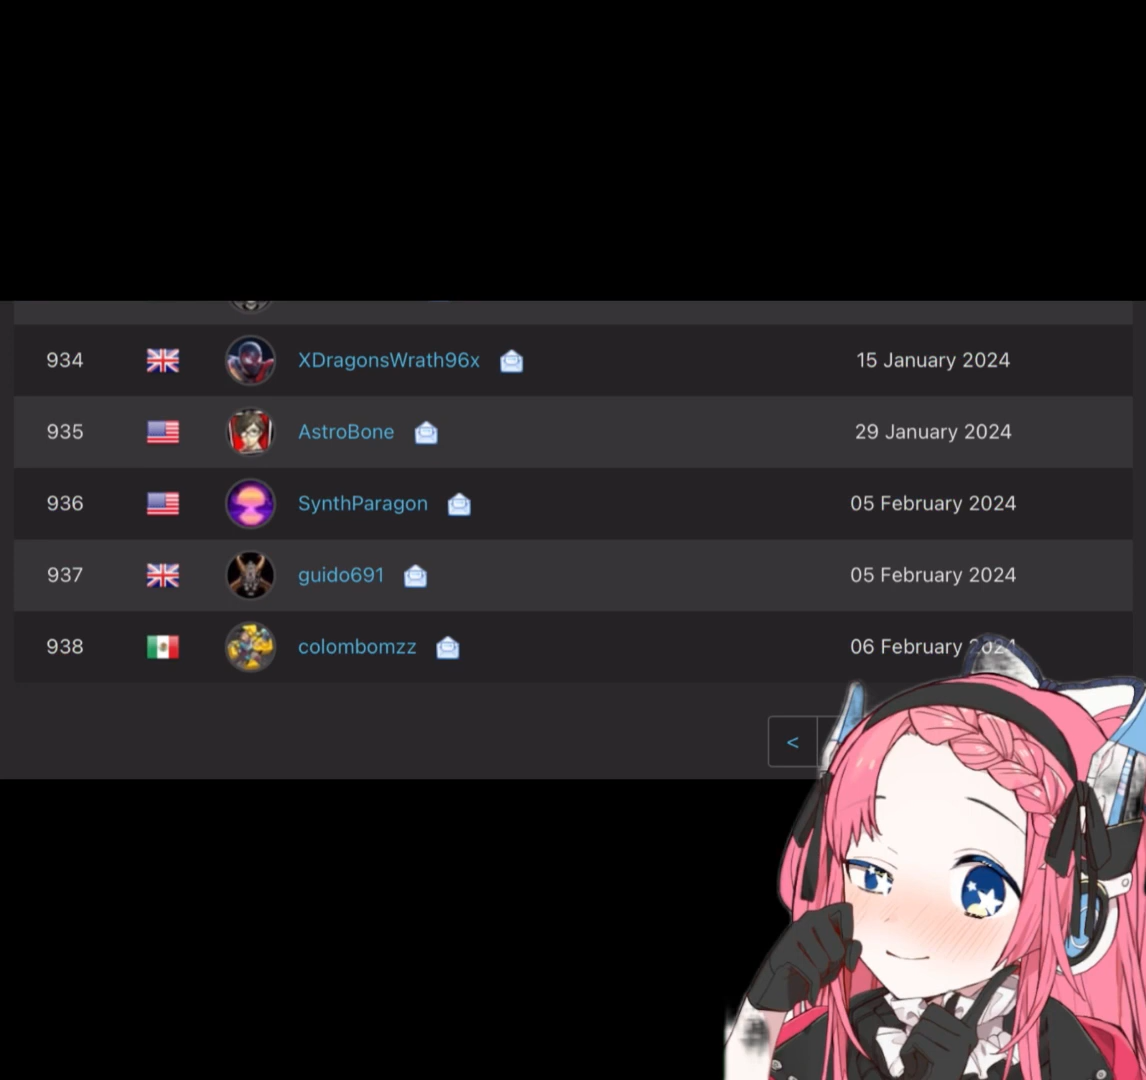 934 XDragonsWrath96x 15 January 2024
935 AstroBone 29 January 2024
936 SynthParagon 05 February 2024
937 guido691 05 February 2024
938 colombomzz 06 February 2024
<